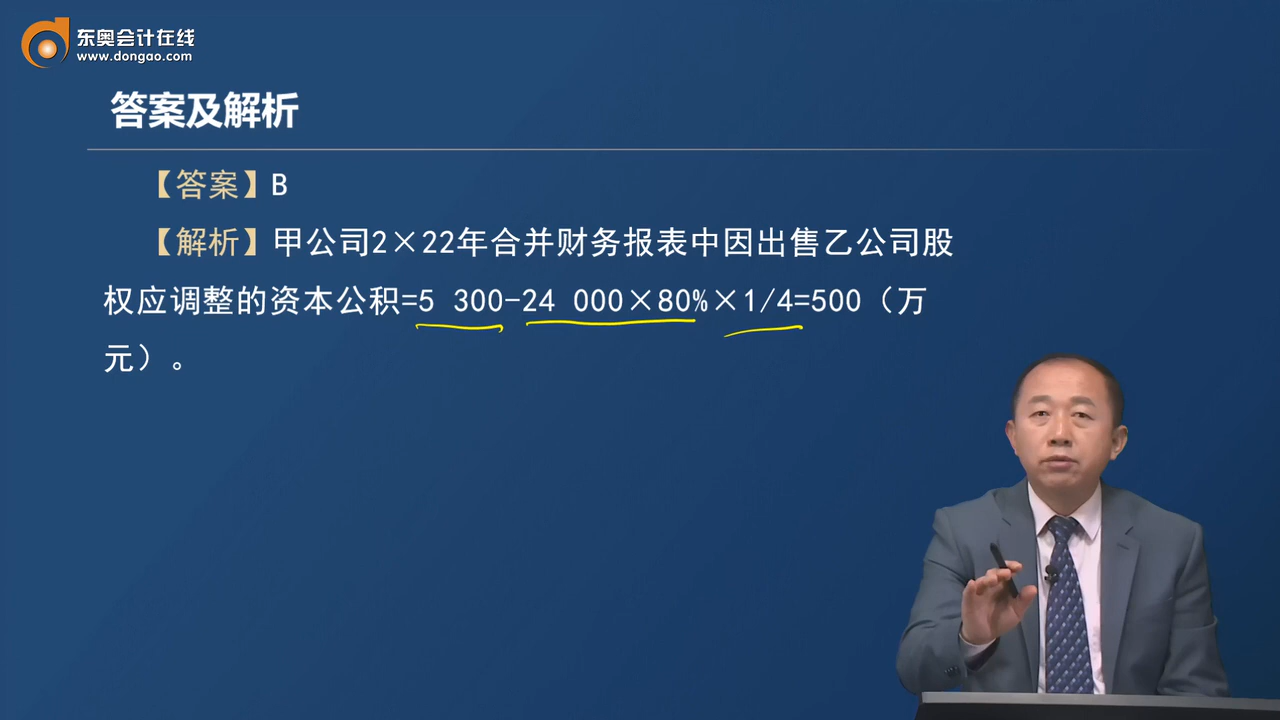 东奥会计在线
www.dongao.com
答案及解析
【答案】B
【解析】甲公司2×22年合并财务报表中因出售乙公司股
权应调整的资本公积=5 300-24 000×80%×1/4=500（万
元）。